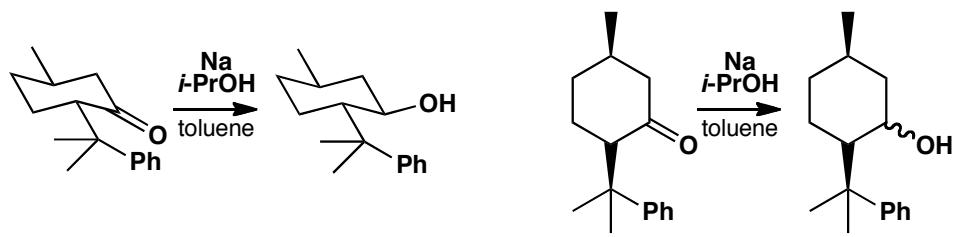 Na
i-PrOH
toluene
O
Ph
OH
Ph
Na
i-PrOH
toluene
O
Ph
OH
Ph